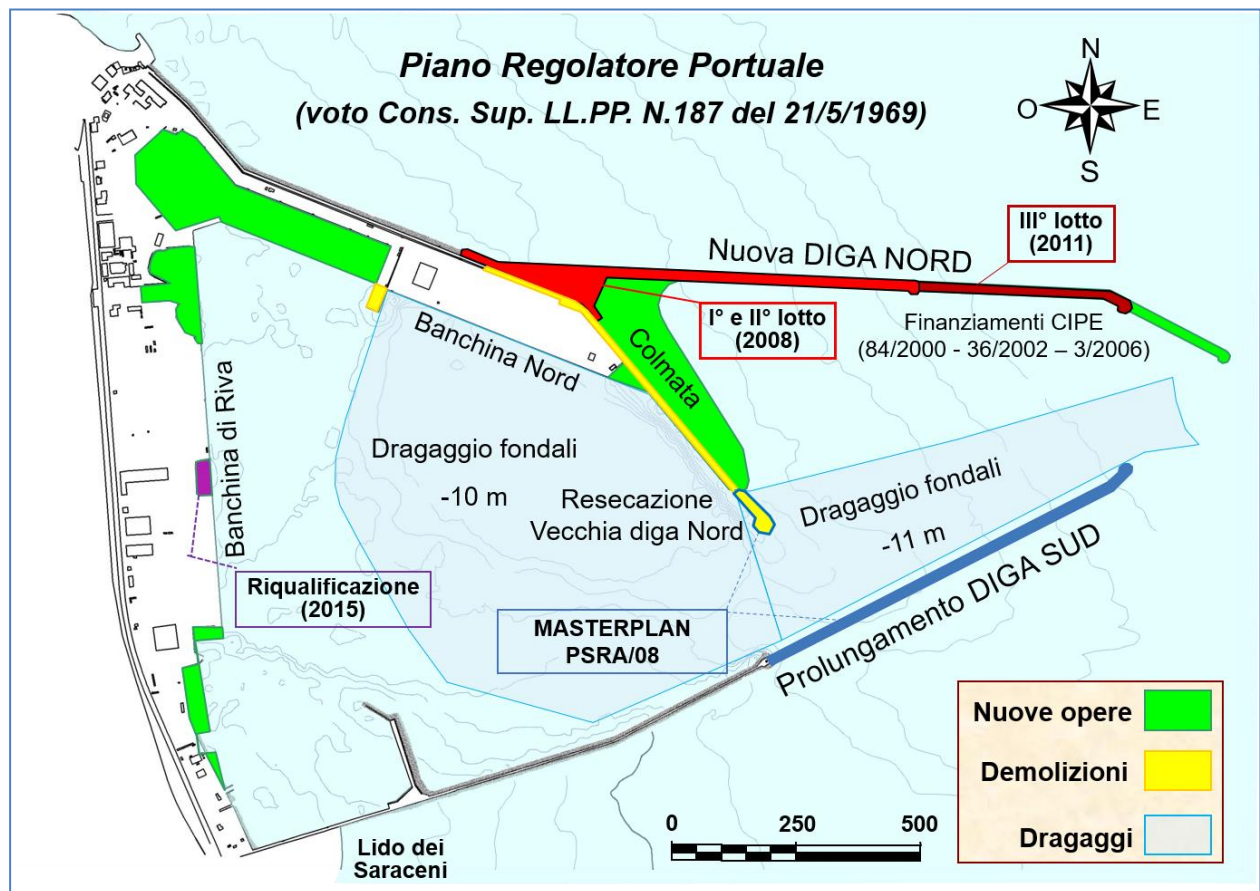 Piano Regolatore Portuale
(voto Cons. Sup. LL.PP. N.187 del 21/5/1969)
N
O
E
S
III° lotto
(2011)
Nuova DIGA NORD
I° e II° lotto
(2008)
Finanziamenti CIPE
(84/2000 - 36/2002 – 3/2006)
Banchina Nord
Colmata
Banchina di Riva
Dragaggio fondali
-10 m
Resecazione
Vecchia diga Nord
Dragaggio fondali
-11 m
Riqualificazione
(2015)
MASTERPLAN
PSRA/08
Prolungamento DIGA SUD
Nuove opere
Demolizioni
Dragaggi
0
250
500
Lido dei
Saraceni